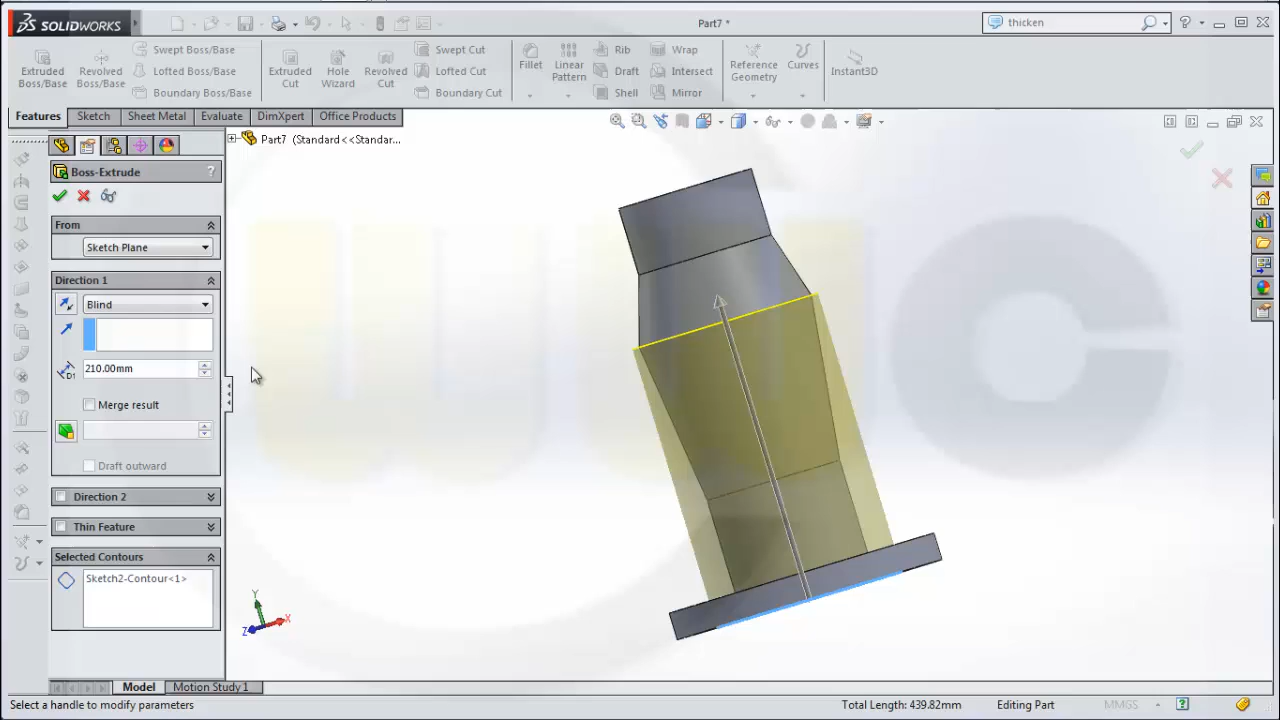 SOLIDWORKS
Part7 *
thicken
?
Extruded Boss/Base
Revolved Boss/Base
Swept Boss/Base
Lofted Boss/Base
Boundary Boss/Base
Extruded Cut
Hole Wizard
Revolved Cut
Swept Cut
Lofted Cut
Boundary Cut
Fillet
Linear Pattern
Rib
Draft
Shell
Wrap
Intersect
Mirror
Reference Geometry
Curves
Instant3D
Features
Sketch
Sheet Metal
Evaluate
DimXpert
Office Products
Part7 (Standard<<Standar...
Boss-Extrude
?
From
Sketch Plane
Direction 1
Blind
D1
210.00mm
Merge result
Draft outward
Direction 2
Thin Feature
Selected Contours
Sketch2-Contour<1>
Y
X
Z
Model
Motion Study 1
Select a handle to modify parameters
Total Length: 439.82mm
Editing Part
MMGS
?